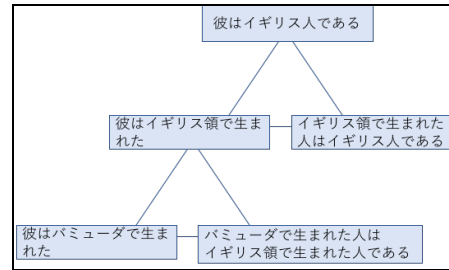 彼はイギリス人である
彼はイギリス領で生ま
れた
イギリス領で生まれた
人はイギリス人である
彼はバミューダで生ま
れた
バミューダで生まれた人は
イギリス領で生まれた人である